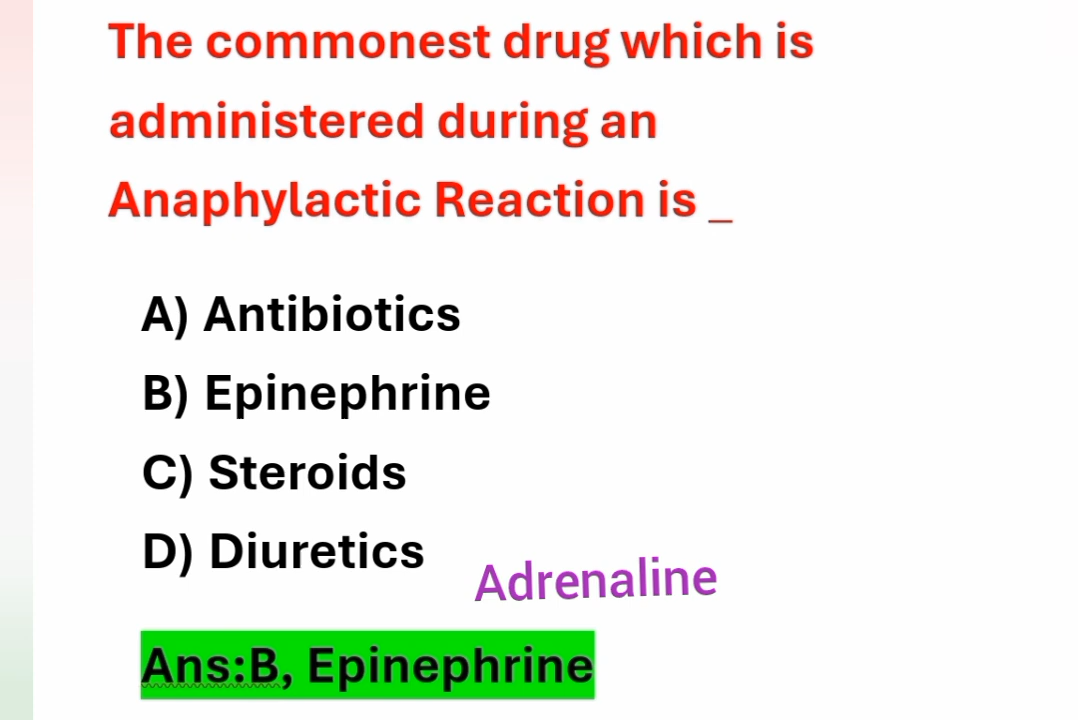 The commonest drug which is
administered during an
Anaphylactic Reaction is _
A) Antibiotics
B) Epinephrine
C) Steroids
D) Diuretics
Adrenaline
Ans:B, Epinephrine